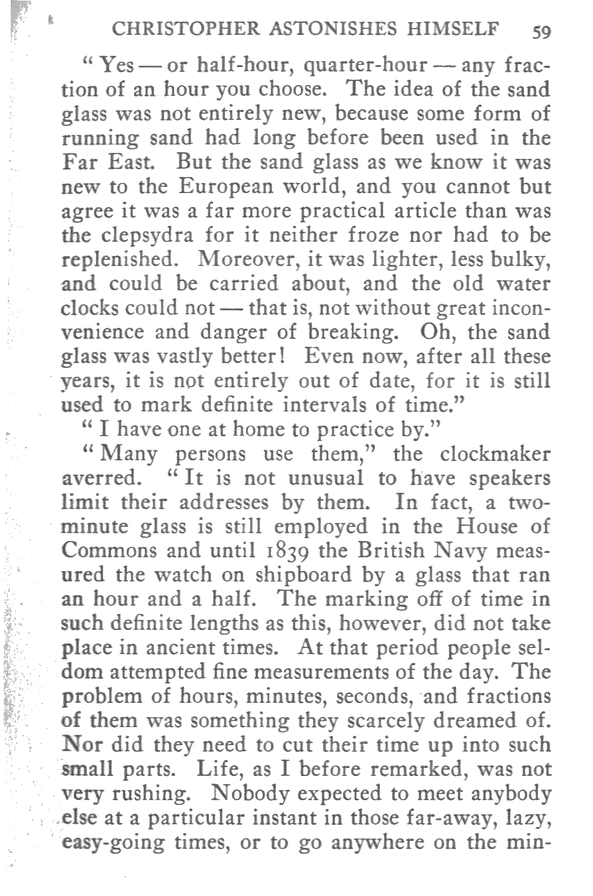 CHRISTOPHER ASTONISHES HIMSELF 59
“ Yes — or half-hour, quarter-hour — any frac-
tion of an hour you choose. The idea of the sand
glass was not entirely new, because some form of
running sand had long before been used in the
Far East. But the sand glass as we know it was
new to the European world, and you cannot but
agree it was a far more practical article than was
the clepsydra for it neither froze nor had to be
replenished. Moreover, it was lighter, less bulky,
and could be carried about, and the old water
clocks could not — that is, not without great incon-
venience and danger of breaking. Oh, the sand
glass was vastly better! Even now, after all these
years, it is not entirely out of date, for it is still
used to mark definite intervals of time.”
“ I have one at home to practice by.”
“ Many persons use them,” the clockmaker
averred. “ It is not unusual to have speakers
limit their addresses by them. In fact, a two-
minute glass is still employed in the House of
Commons and until 1839 the British Navy meas-
ured the watch on shipboard by a glass that ran
an hour and a half. The marking off of time in
such definite lengths as this, however, did not take
place in ancient times. At that period people sel-
dom attempted fine measurements of the day. The
problem of hours, minutes, seconds, and fractions
of them was something they scarcely dreamed of.
Nor did they need to cut their time up into such
small parts. Life, as I before remarked, was not
very rushing. Nobody expected to meet anybody
else at a particular instant in those far-away, lazy,
easy-going times, or to go anywhere on the min-